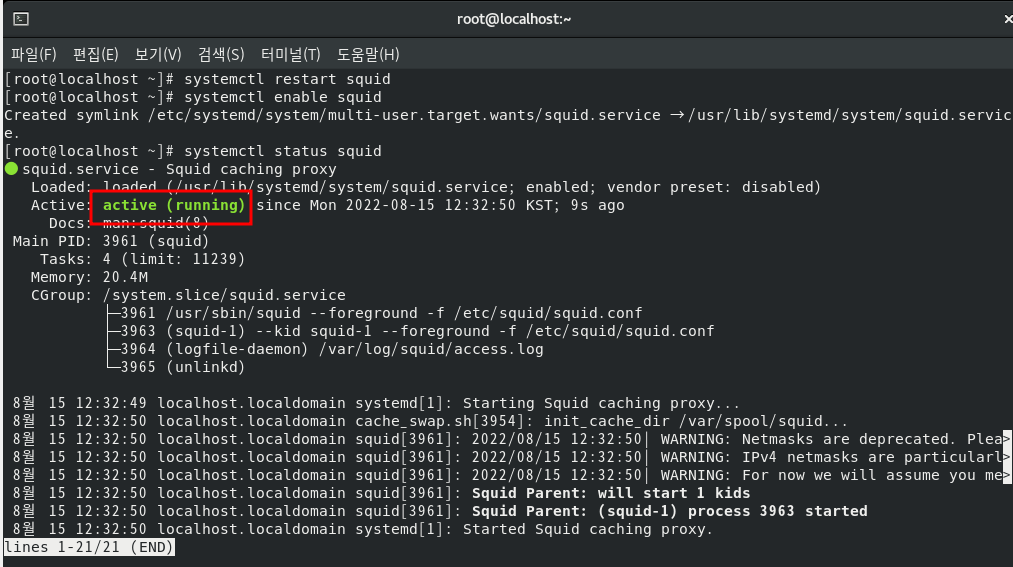 root@localhost:~
파일(F) 편집(E) 보기(V) 검색(S) 터미널(T) 도움말(H)
[root@localhost ~]# systemctl restart squid
[root@localhost ~]# systemctl enable squid
Created symlink /etc/systemd/system/multi-user.target.wants/squid.service → /usr/lib/systemd/system/squid.servic
e.
[root@localhost ~]# systemctl status squid
● squid.service - Squid caching proxy
Loaded: loaded (/usr/lib/systemd/system/squid.service; enabled; vendor preset: disabled)
Active: active (running) since Mon 2022-08-15 12:32:50 KST; 9s ago
Docs: man:squid(8)
Main PID: 3961 (squid)
Tasks: 4 (limit: 11239)
Memory: 20.4M
CGroup: /system.slice/squid.service
├─3961 /usr/sbin/squid --foreground -f /etc/squid/squid.conf
├─3963 (squid-1) --kid squid-1 --foreground -f /etc/squid/squid.conf
├─3964 (logfile-daemon) /var/log/squid/access.log
└─3965 (unlinkd)
8월 15 12:32:49 localhost.localdomain systemd[1]: Starting Squid caching proxy...
8월 15 12:32:50 localhost.localdomain cache_swap.sh[3954]: init_cache_dir /var/spool/squid...
8월 15 12:32:50 localhost.localdomain squid[3961]: 2022/08/15 12:32:50| WARNING: Netmasks are deprecated. Plea>
8월 15 12:32:50 localhost.localdomain squid[3961]: 2022/08/15 12:32:50| WARNING: IPv4 netmasks are particularl>
8월 15 12:32:50 localhost.localdomain squid[3961]: 2022/08/15 12:32:50| WARNING: For now we will assume you me>
8월 15 12:32:50 localhost.localdomain squid[3961]: Squid Parent: will start 1 kids
8월 15 12:32:50 localhost.localdomain squid[3961]: Squid Parent: (squid-1) process 3963 started
8월 15 12:32:50 localhost.localdomain systemd[1]: Started Squid caching proxy.
lines 1-21/21 (END)